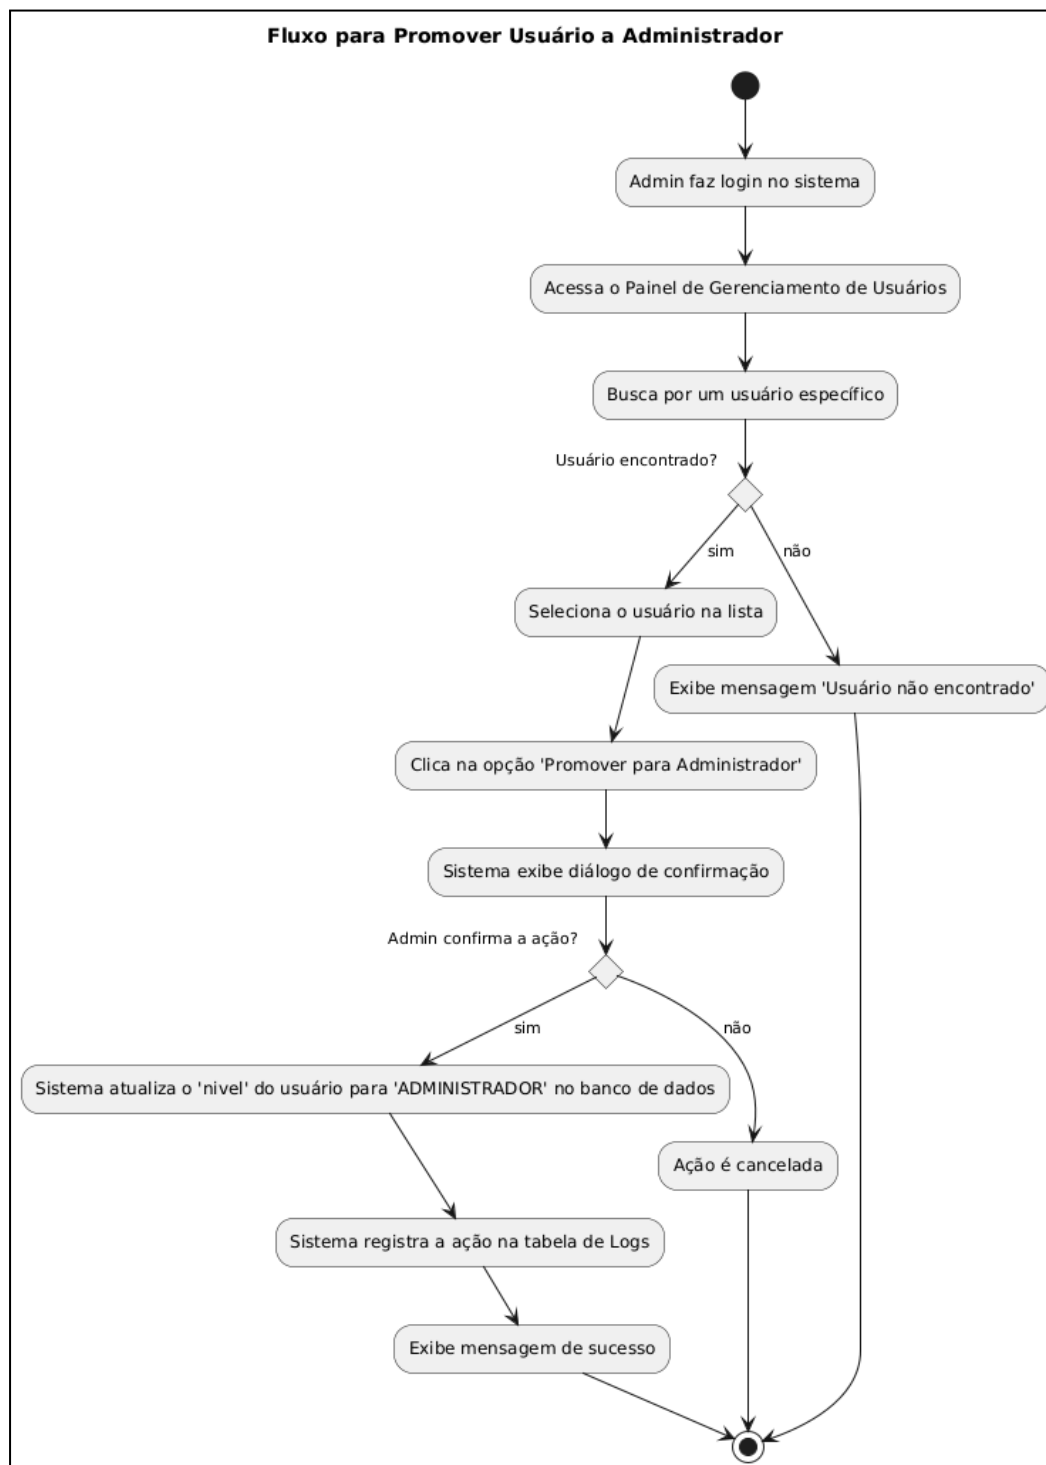 Fluxo para Promover Usuário a Administrador
Admin faz login no sistema
Acessa o Painel de Gerenciamento de Usuários
Busca por um usuário específico
Usuário encontrado?
sim
não
Seleciona o usuário na lista
Exibe mensagem 'Usuário não encontrado'
Clica na opção 'Promover para Administrador'
Sistema exibe diálogo de confirmação
Admin confirma a ação?
sim
não
Sistema atualiza o 'nivel' do usuário para 'ADMINISTRADOR' no banco de dados
Ação é cancelada
Sistema registra a ação na tabela de Logs
Exibe mensagem de sucesso